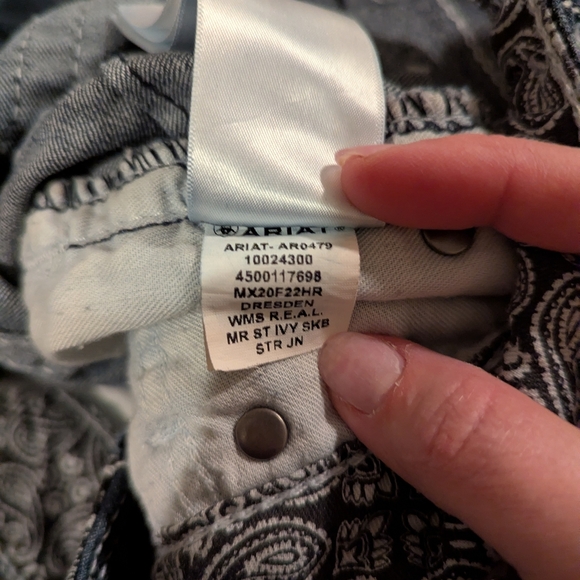 ARIAT
ARIAT- AR0479
10024300
4500117698
MX20F22HR
DRESDEN
WMS R.E.A.L.
MR ST IVY SKB
STR JN